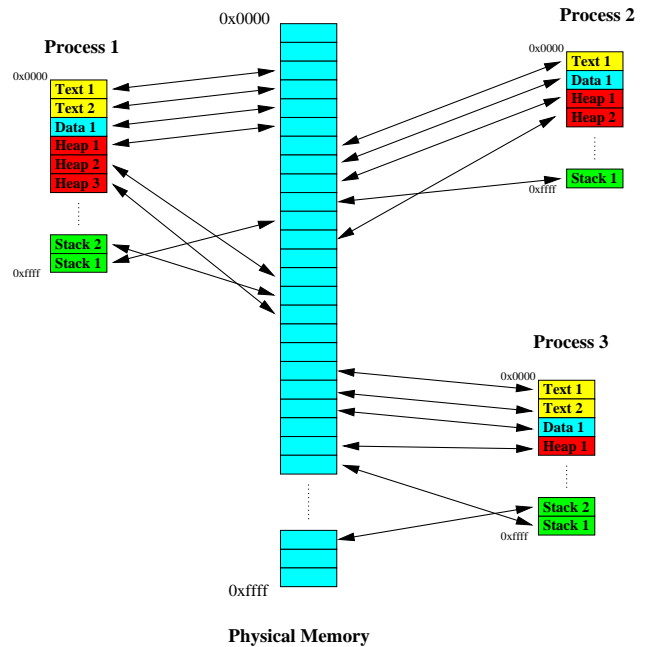 Process 1
0x0000
Text 1
Text 2
Data 1
Heap 1
Heap 2
Heap 3
Stack 2
Stack 1
0xffff
0x0000
0xffff
Physical Memory
Process 2
0x0000
Text 1
Data 1
Heap 1
Heap 2
Stack 1
0xffff
Process 3
0x0000
Text 1
Text 2
Data 1
Heap 1
Stack 2
Stack 1
0xffff